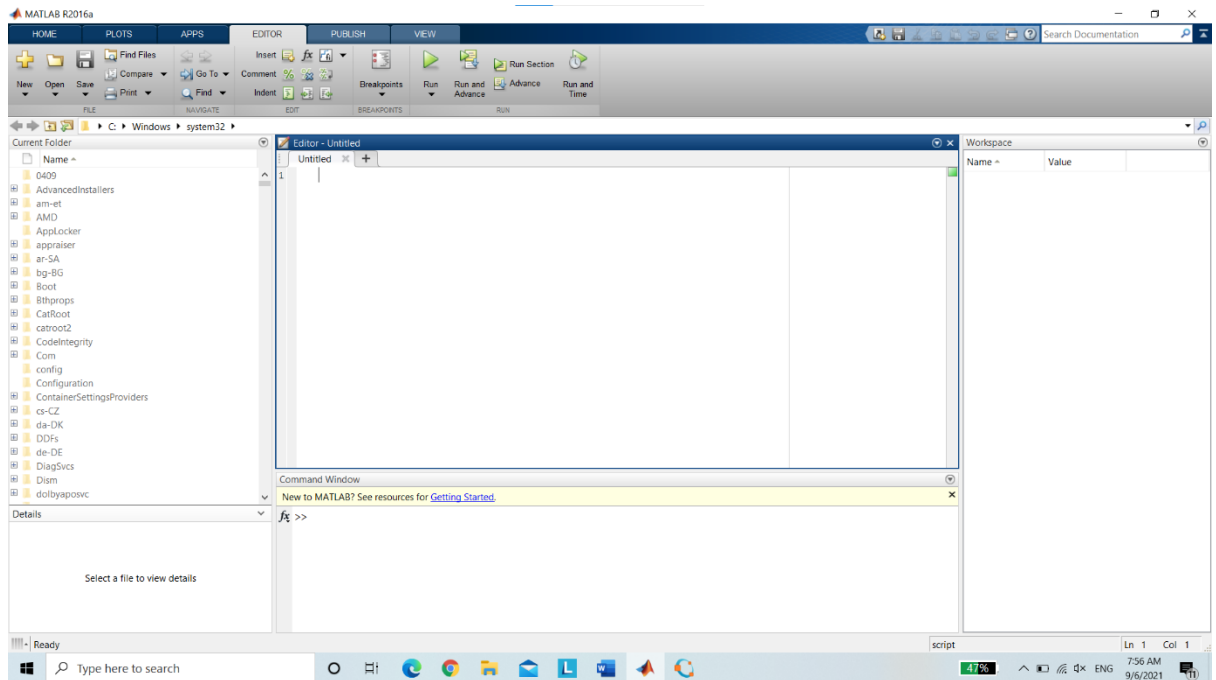 MATLAB R2016a
HOME PLOTS APPS EDITOR PUBLISH VIEW Search Documentation
New Open Save Find Files Compare Print Go To Find Insert fx Comment Indent Breakpoints Run Run and Advance Run Section Advance Run and Time
FILE NAVIGATE EDIT BREAKPOINTS RUN
C: Windows system32
Current Folder
Name
0409
AdvancedInstallers
am-et
AMD
AppLocker
appraiser
ar-SA
bg-BG
Boot
Bthprops
CatRoot
catroot2
CodeIntegrity
Com
config
Configuration
ContainerSettingsProviders
cs-CZ
da-DK
DDFs
de-DE
DiagSvcs
Dism
dolbyaposvc
Details
Select a file to view details
Editor - Untitled
Untitled
1
Command Window
New to MATLAB? See resources for Getting Started.
fx >>
Workspace
Name Value
Ready script Ln 1 Col 1
Type here to search 47% ENG 7:56 AM
9/6/2021